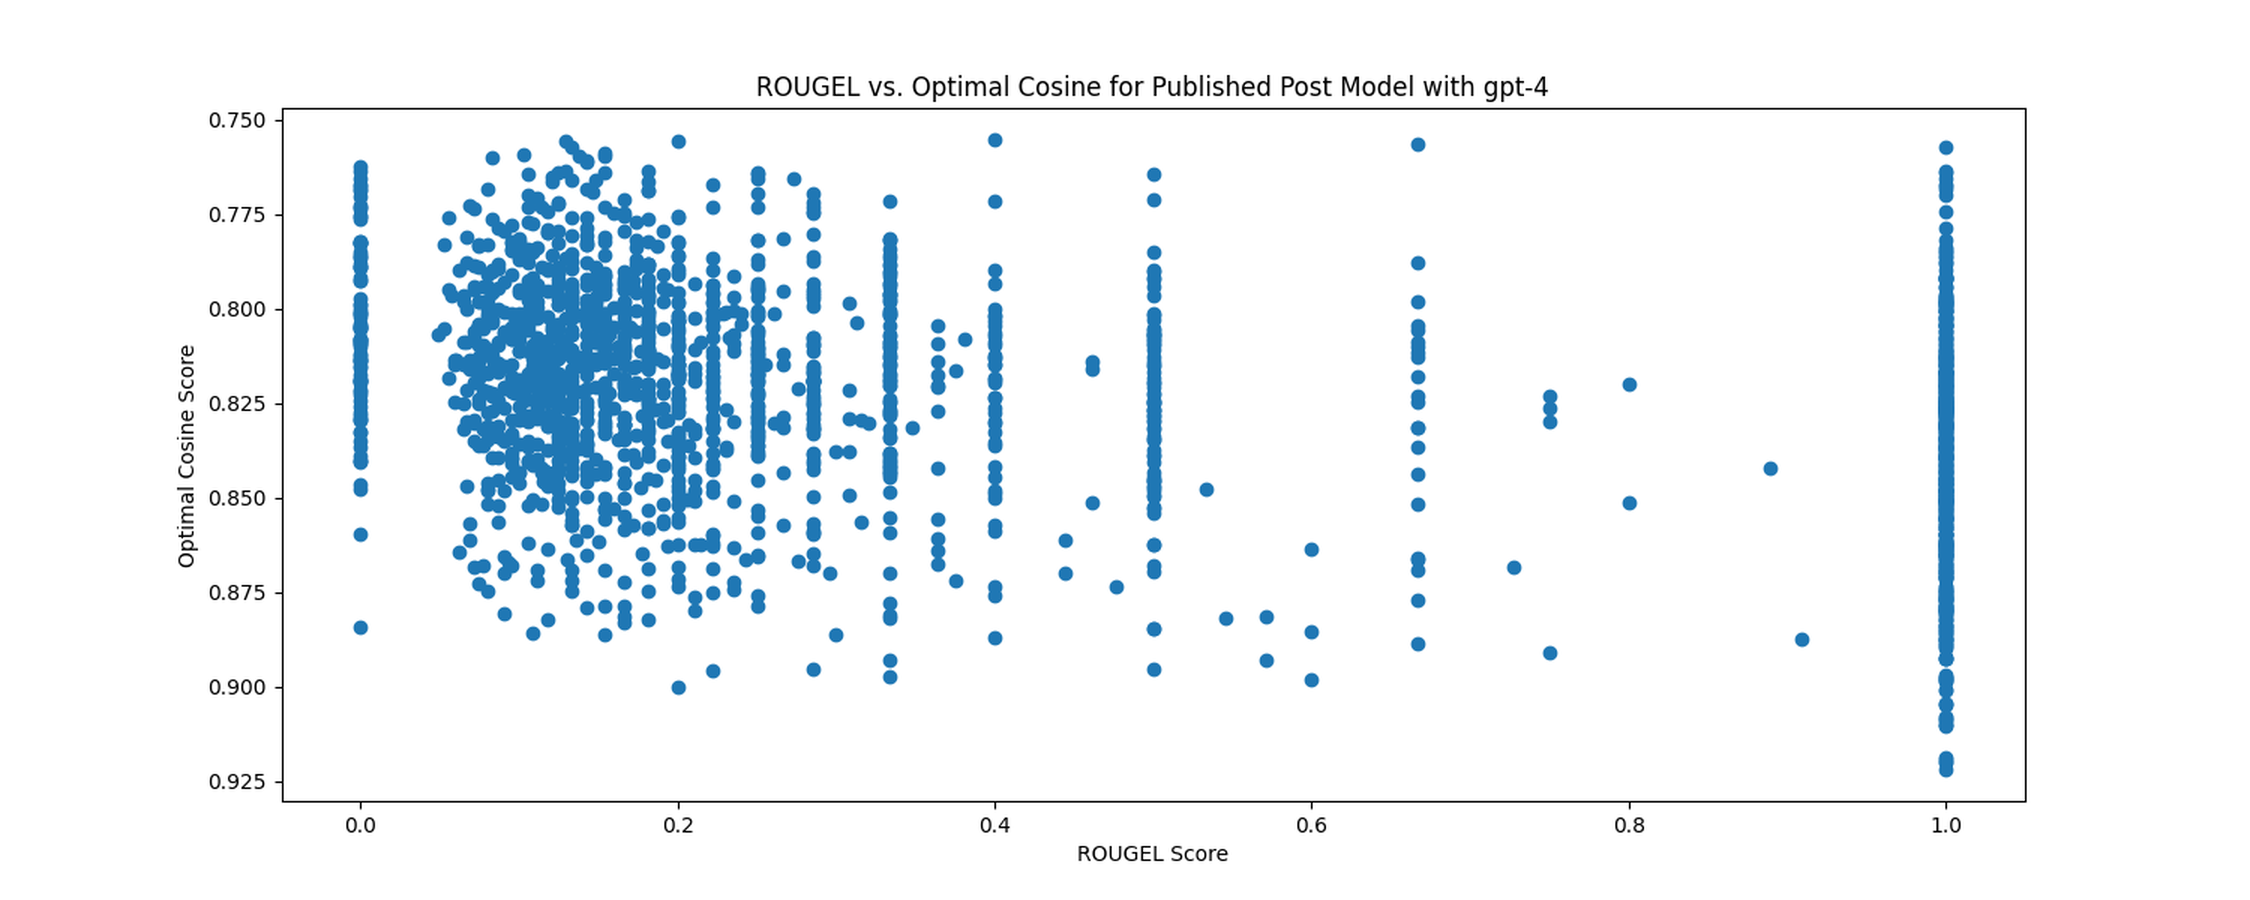 ROUGEL vs. Optimal Cosine for Published Post Model with gpt-4
Optimal Cosine Score
0.750
0.775
0.800
0.825
0.850
0.875
0.900
0.925
0.0 0.2 0.4 0.6 0.8 1.0
ROUGEL Score